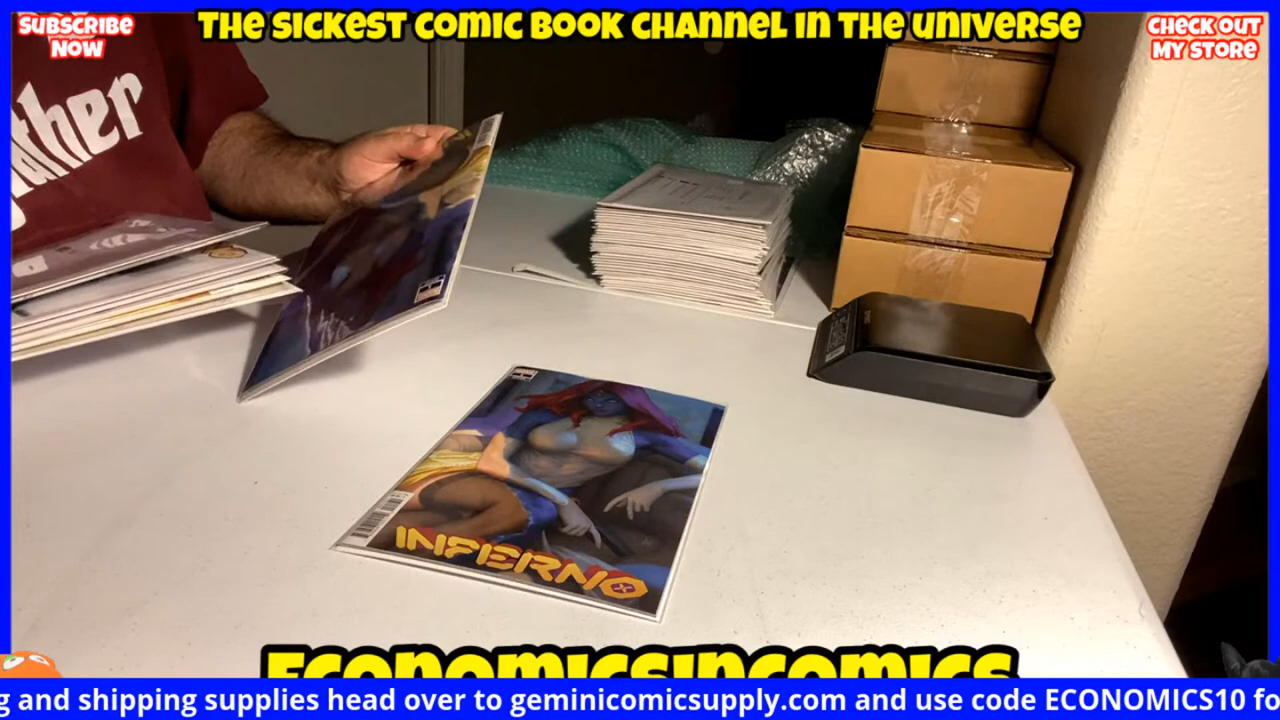 SUBSCRIBE
NOW
THE SICKEST COMIC BOOK CHANNEL IN THE UNIVERSE
CHECK OUT
MY STORE
INFERNO
ECONOMICSINCOMICS
g and shipping supplies head over to geminicomicsupply.com and use code ECONOMICS10 fo